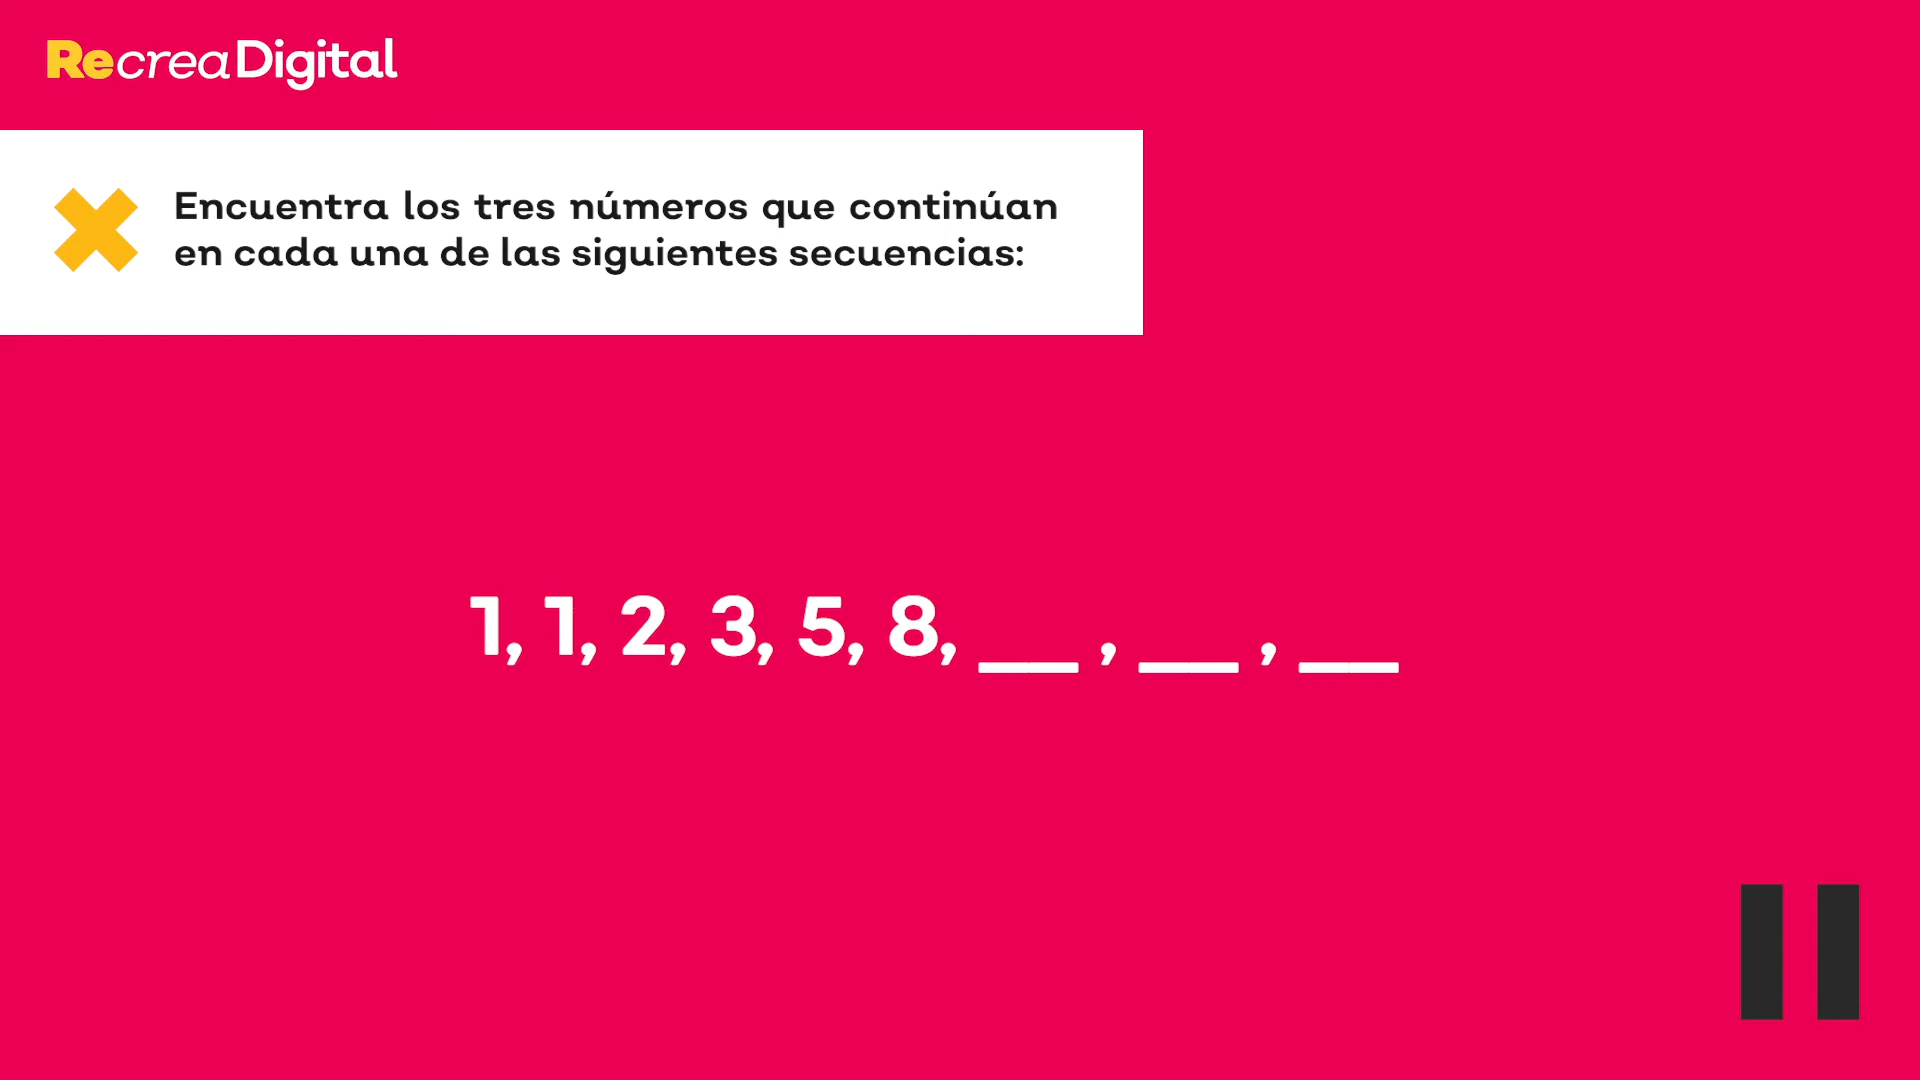 RecreaDigital
Encuentra los tres números que continúan
en cada una de las siguientes secuencias:
1, 1, 2, 3, 5, 8, __ , __ , __